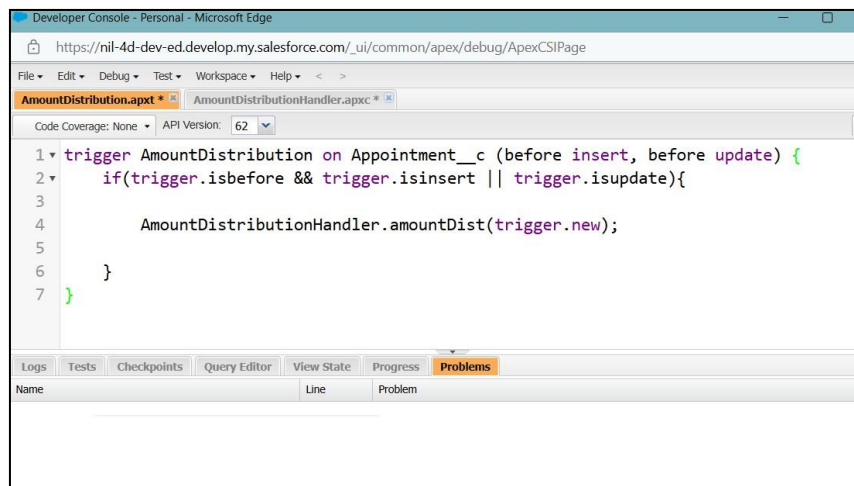 Developer Console - Personal - Microsoft Edge
https://nil-4d-dev-ed.develop.my.salesforce.com/_ui/common/apex/debug/ApexCSIPage
File Edit Debug Test Workspace Help < >
AmountDistribution.apxt * AmountDistributionHandler.apxc *
Code Coverage: None API Version: 62
1 trigger AmountDistribution on Appointment__c (before insert, before update) {
2 if(trigger.isbefore && trigger.isinsert || trigger.isupdate){
3
4 AmountDistributionHandler.amountDist(trigger.new);
5
6 }
7 }
Logs Tests Checkpoints Query Editor View State Progress Problems
Name Line Problem